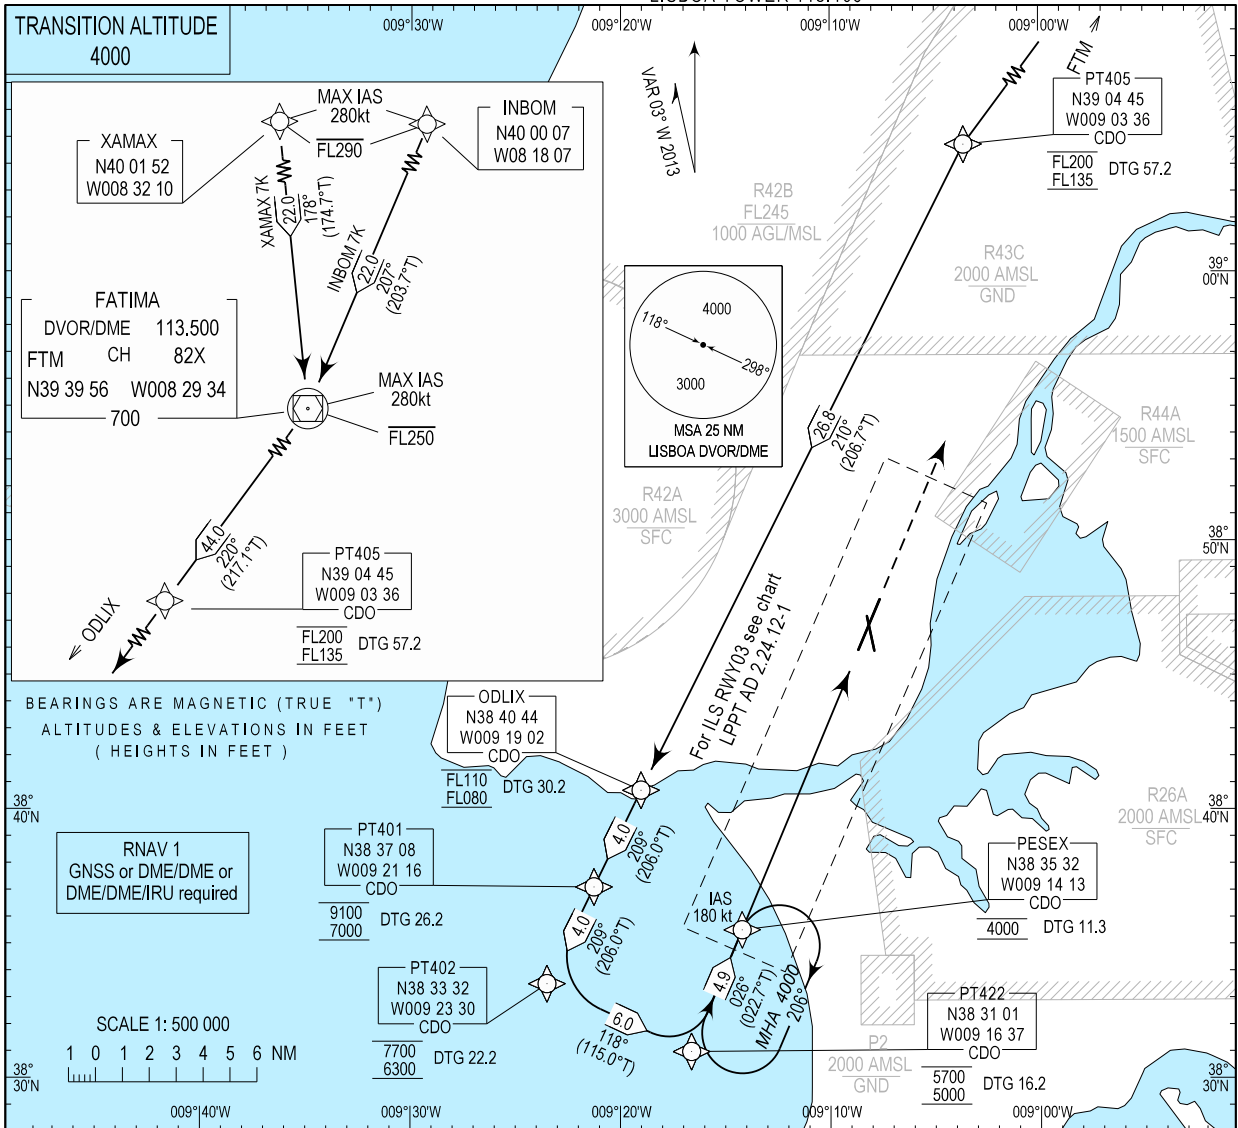 TRANSITION ALTITUDE
4000
009°30'W
009°20'W
009°10'W
009°00'W
FTM
VAR 03° W 2013
PT405
N39 04 45
W009 03 36
CDO
FL200
FL135
DTG 57.2
XAMAX
N40 01 52
W008 32 10
MAX IAS
280kt
FL290
INBOM
N40 00 07
W08 18 07
XAMAX 7K
22.0
178°
(174.7°T)
INBOM 7K
22.0
207°
(203.7°T)
FATIMA
DVOR/DME 113.500
FTM CH 82X
N39 39 56 W008 29 34
700
MAX IAS
280kt
FL250
44.0
220°
(217.1°T)
PT405
N39 04 45
W009 03 36
CDO
FL200
FL135
DTG 57.2
ODLIX
R42B
FL245
1000 AGL/MSL
R43C
2000 AMSL
GND
39°
00'N
4000
118°
298°
3000
MSA 25 NM
LISBOA DVOR/DME
26.8
210°
(206.7°T)
R44A
1500 AMSL
SFC
R42A
3000 AMSL
SFC
38°
50'N
For ILS RWY03 see chart
LPPT AD 2.24.12-1
BEARINGS ARE MAGNETIC (TRUE "T")
ALTITUDES & ELEVATIONS IN FEET
( HEIGHTS IN FEET )
ODLIX
N38 40 44
W009 19 02
CDO
FL110
FL080
DTG 30.2
38°
40'N
38°
40'N
R26A
2000 AMSL
SFC
RNAV 1
GNSS or DME/DME or
DME/DME/IRU required
PT401
N38 37 08
W009 21 16
CDO
9100
7000
DTG 26.2
4.0
209°
(206.0°T)
4.0
209°
(206.0°T)
IAS
180 kt
PESEX
N38 35 32
W009 14 13
CDO
4000
DTG 11.3
PT402
N38 33 32
W009 23 30
CDO
7700
6300
DTG 22.2
6.0
118°
(115.0°T)
4.9
026°
(022.7°T)
MHA 4000
206°
PT422
N38 31 01
W009 16 37
CDO
5700
5000
DTG 16.2
P2
2000 AMSL
GND
SCALE 1: 500 000
1 0 1 2 3 4 5 6 NM
38°
30'N
38°
30'N
009°40'W
009°30'W
009°20'W
009°10'W
009°00'W